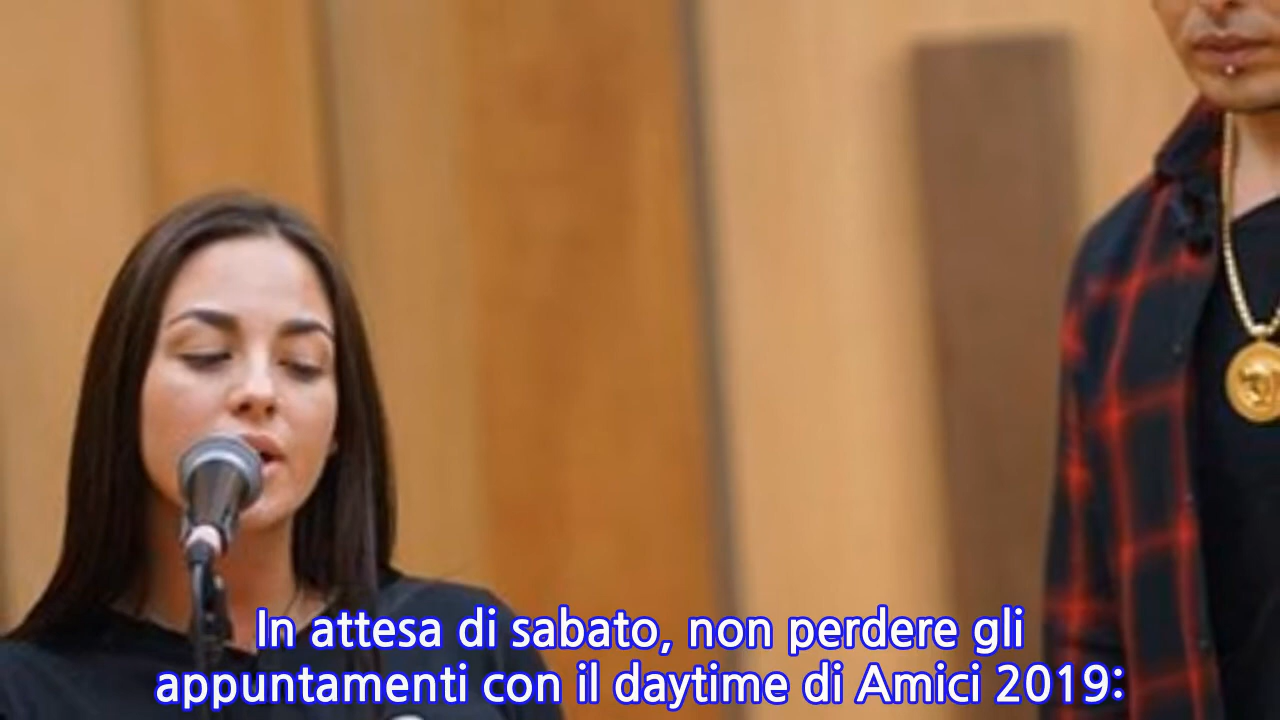 In attesa di sabato, non perdere gli
appuntamenti con il daytime di Amici 2019: